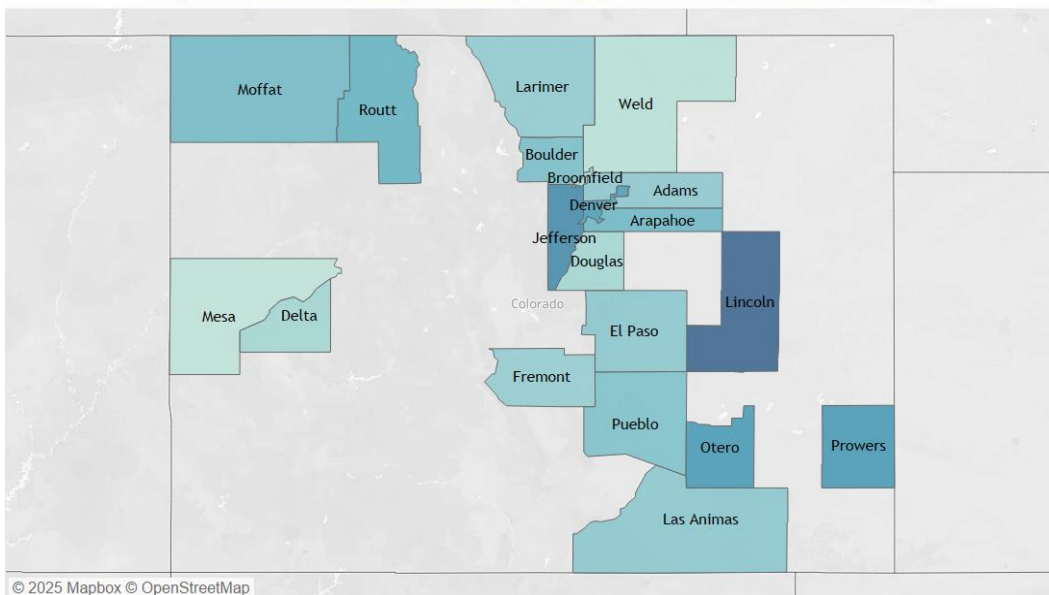 Moffat
Routt
Larimer
Weld
Boulder
Broomfield
Adams
Denver
Arapahoe
Jefferson
Douglas
Lincoln
Colorado
Mesa
Delta
El Paso
Fremont
Pueblo
Otero
Prowers
Las Animas
© 2025 Mapbox © OpenStreetMap